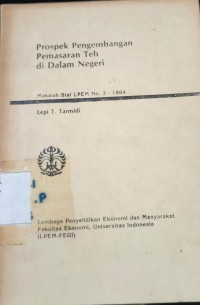 Prospek Pengembangan
Pemasaran Teh
di Dalam Negeri
Makalah Sisi LPEM No. 3 - 1984
Lepi T. Tarmidi
.P
Lembaga Penyelidikan Ekonomi dan Masyarakat
Fakultas Ekonomi, Universitas Indonesia
(LPEM-FEUI)